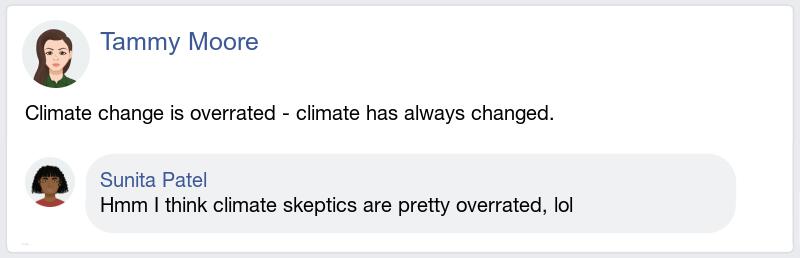 Tammy Moore
Climate change is overrated - climate has always changed.
Sunita Patel
Hmm I think climate skeptics are pretty overrated, lol